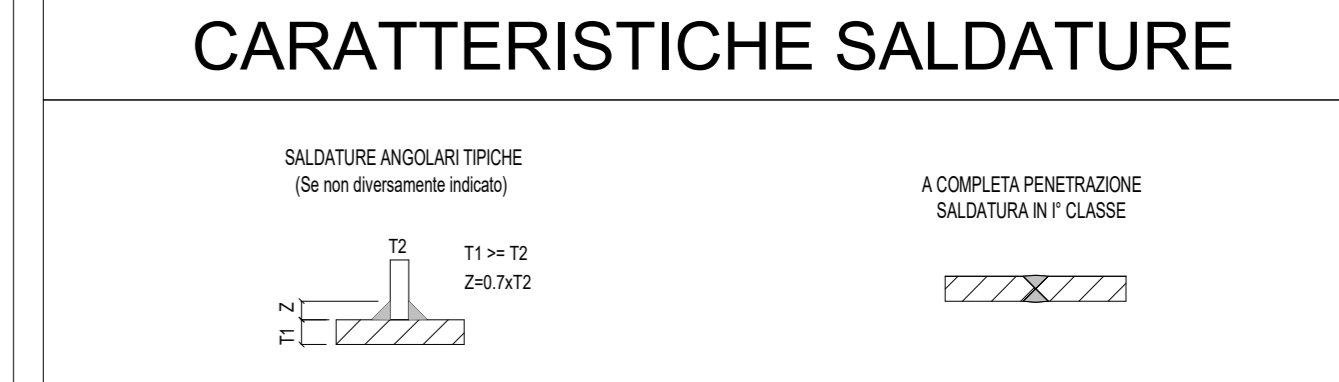 CARATTERISTICHE SALDATURE
SALDATURE ANGOLARI TIPICHE
(Se non diversamente indicato)
T2
T1 >= T2
Z=0.7xT2
Z
T1
A COMPLETA PENETRAZIONE
SALDATURA IN I° CLASSE